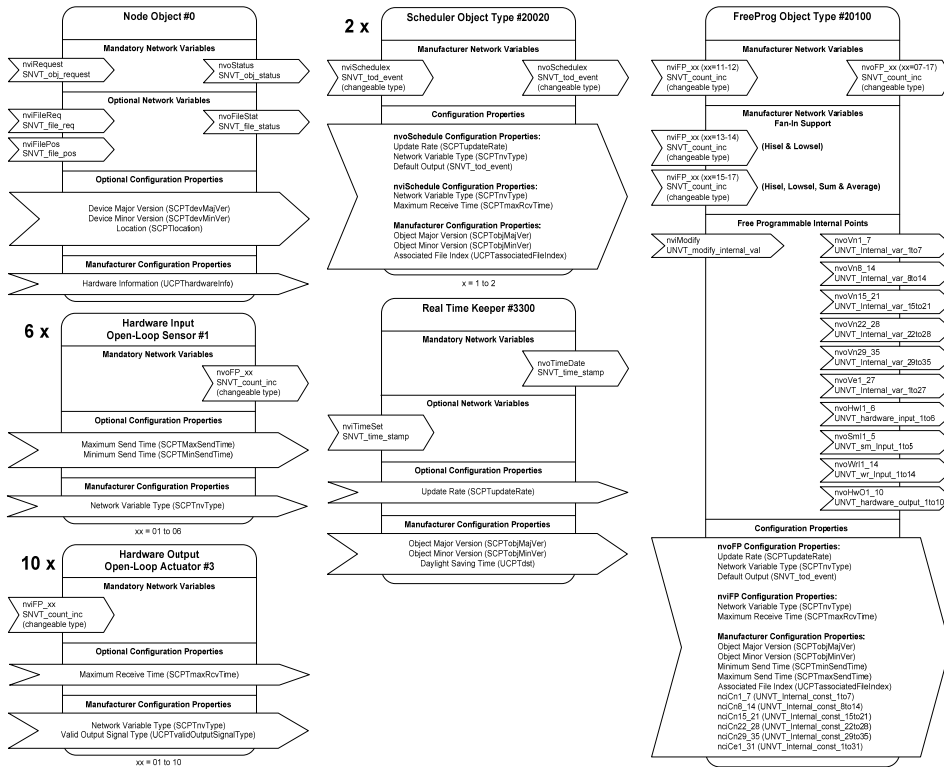 Node Object #0
Mandatory Network Variables
nviRequest
SNVT_obj_request
nvoStatus
SNVT_obj_status
Optional Network Variables
nviFileReq
SNVT_file_req
nvoFileStat
SNVT_file_status
nviFilePos
SNVT_file_pos
Optional Configuration Properties
Device Major Version (SCPTdevMajVer)
Device Minor Version (SCPTdevMinVer)
Location (SCPTlocation)
Manufacturer Configuration Properties
Hardware Information (UCPThardwareInfo)
6 x
Hardware Input
Open-Loop Sensor #1
Mandatory Network Variables
nvoFP_xx
SNVT_count_inc
(changeable type)
Optional Configuration Properties
Maximum Send Time (SCPTMaxSendTime)
Minimum Send Time (SCPTMinSendTime)
Manufacturer Configuration Properties
Network Variable Type (SCPTnvType)
xx = 01 to 06
10 x
Hardware Output
Open-Loop Actuator #3
Mandatory Network Variables
nviFP_xx
SNVT_count_inc
(changeable type)
Optional Configuration Properties
Maximum Receive Time (SCPTmaxRcvTime)
Manufacturer Configuration Properties
Network Variable Type (SCPTnvType)
Valid Output Signal Type (UCPTvalidOutputSignalType)
xx = 01 to 10
2 x
Scheduler Object Type #20020
Manufacturer Network Variables
nviSchedulex
SNVT_tod_event
(changeable type)
nvoSchedulex
SNVT_tod_event
(changeable type)
Configuration Properties
nvoSchedule Configuration Properties:
Update Rate (SCPTupdateRate)
Network Variable Type (SCPTnvType)
Default Output (SNVT_tod_event)
nviSchedule Configuration Properties:
Network Variable Type (SCPTnvType)
Maximum Receive Time (SCPTmaxRcvTime)
Manufacturer Configuration Properties:
Object Major Version (SCPTobjMajVer)
Object Minor Version (SCPTobjMinVer)
Associated File Index (UCPTassociatedFileIndex)
x = 1 to 2
Real Time Keeper #3300
Mandatory Network Variables
nvoTimeDate
SNVT_time_stamp
Optional Network Variables
nviTimeSet
SNVT_time_stamp
Optional Configuration Properties
Update Rate (SCPTupdateRate)
Manufacturer Configuration Properties
Object Major Version (SCPTobjMajVer)
Object Minor Version (SCPTobjMinVer)
Daylight Saving Time (UCPTdst)
FreeProg Object Type #20100
Manufacturer Network Variables
nviFP_xx (xx=11-12)
SNVT_count_inc
(changeable type)
nvoFP_xx (xx=07-17)
SNVT_count_inc
(changeable type)
Manufacturer Network Variables
Fan-In Support
nviFP_xx (xx=13-14)
SNVT_count_inc
(changeable type)
(Hisel & Lowsel)
nviFP_xx (xx=15-17)
SNVT_count_inc
(changeable type)
(Hisel, Lowsel, Sum & Average)
Free Programmable Internal Points
nviModify
UNVT_modify_internal_val
nvoVn1_7
UNVT_Internal_var_1to7
nvoVn8_14
UNVT_Internal_var_8to14
nvoVn15_21
UNVT_Internal_var_15to21
nvoVn22_28
UNVT_Internal_var_22to28
nvoVn29_35
UNVT_Internal_var_29to35
nvoVe1_27
UNVT_Internal_var_1to27
nvoHwI1_6
UNVT_hardware_input_1to6
nvoSmI1_5
UNVT_sm_Input_1to5
nvoWrI1_14
UNVT_wr_Input_1to14
nvoHwO1_10
UNVT_hardware_output_1to10
Configuration Properties
nvoFP Configuration Properties:
Update Rate (SCPTupdateRate)
Network Variable Type (SCPTnvType)
Default Output (SNVT_tod_event)
nviFP Configuration Properties:
Network Variable Type (SCPTnvType)
Maximum Receive Time (SCPTmaxRcvTime)
Manufacturer Configuration Properties:
Object Major Version (SCPTobjMajVer)
Object Minor Version (SCPTobjMinVer)
Minimum Send Time (SCPTminSendTime)
Maximum Send Time (SCPTmaxSendTime)
Associated File Index (UCPTassociatedFileIndex)
nciCn1_7 (UNVT_Internal_const_1to7)
nciCn8_14 (UNVT_Internal_const_8to14)
nciCn15_21 (UNVT_Internal_const_15to21)
nciCn22_28 (UNVT_Internal_const_22to28)
nciCn29_35 (UNVT_Internal_const_29to35)
nciCe1_31 (UNVT_Internal_const_1to31)